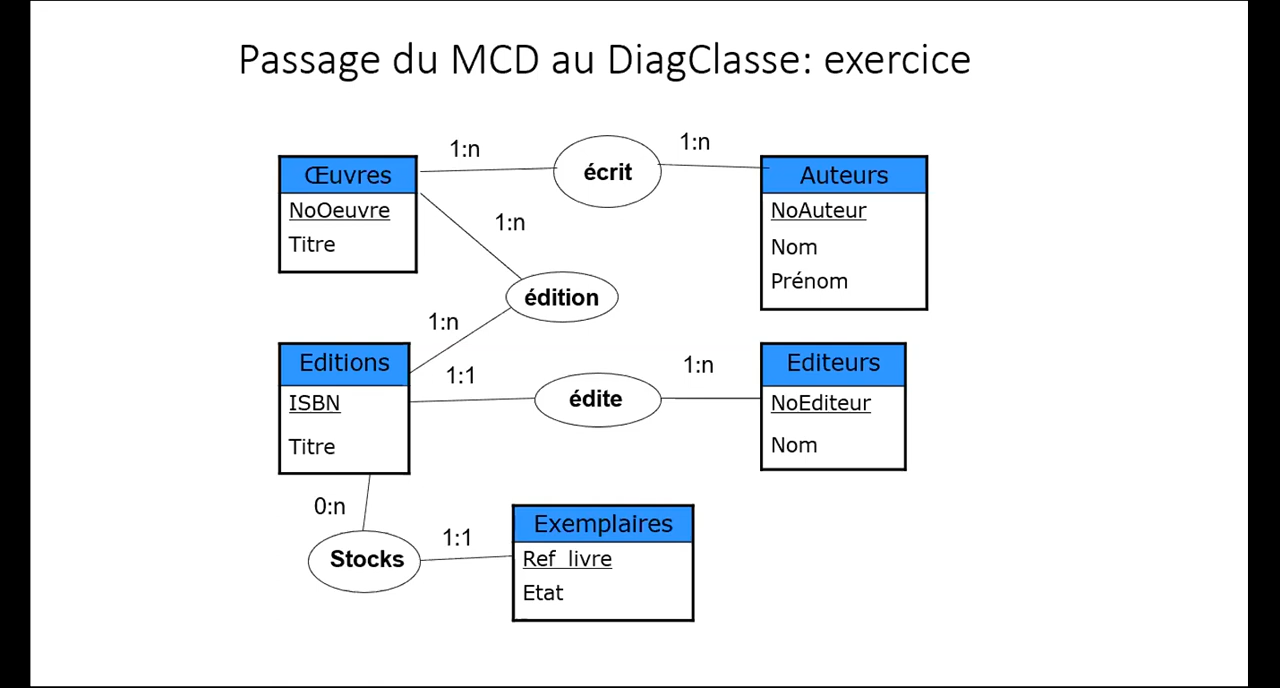 Passage du MCD au DiagClasse: exercice
1:n
écrit
1:n
Œuvres
NoOeuvre
Titre
Auteurs
NoAuteur
Nom
Prénom
1:n
édition
1:n
Editions
ISBN
Titre
1:1
édite
1:n
Editeurs
NoEditeur
Nom
0:n
Stocks
1:1
Exemplaires
Ref_livre
Etat